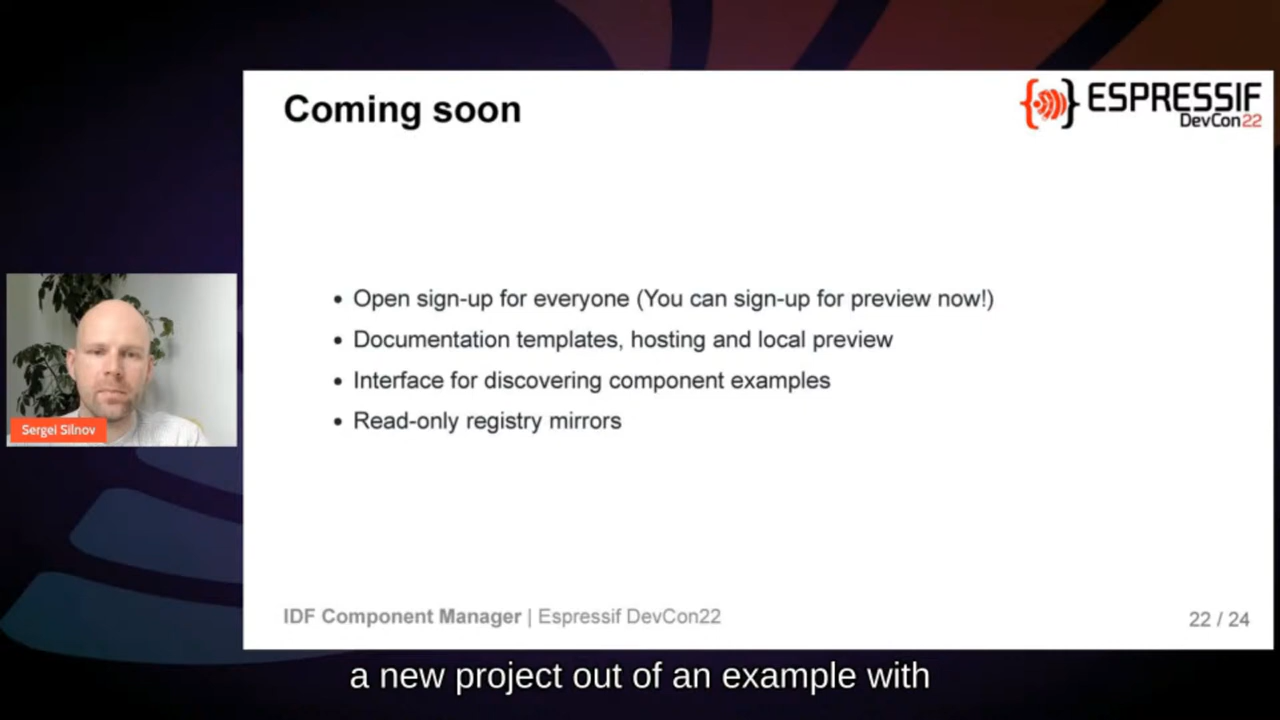 Coming soon
ESPRESSIF
DevCon22
• Open sign-up for everyone (You can sign-up for preview now!)
• Documentation templates, hosting and local preview
• Interface for discovering component examples
• Read-only registry mirrors
Sergei Silnov
IDF Component Manager | Espressif DevCon22
22 / 24
a new project out of an example with